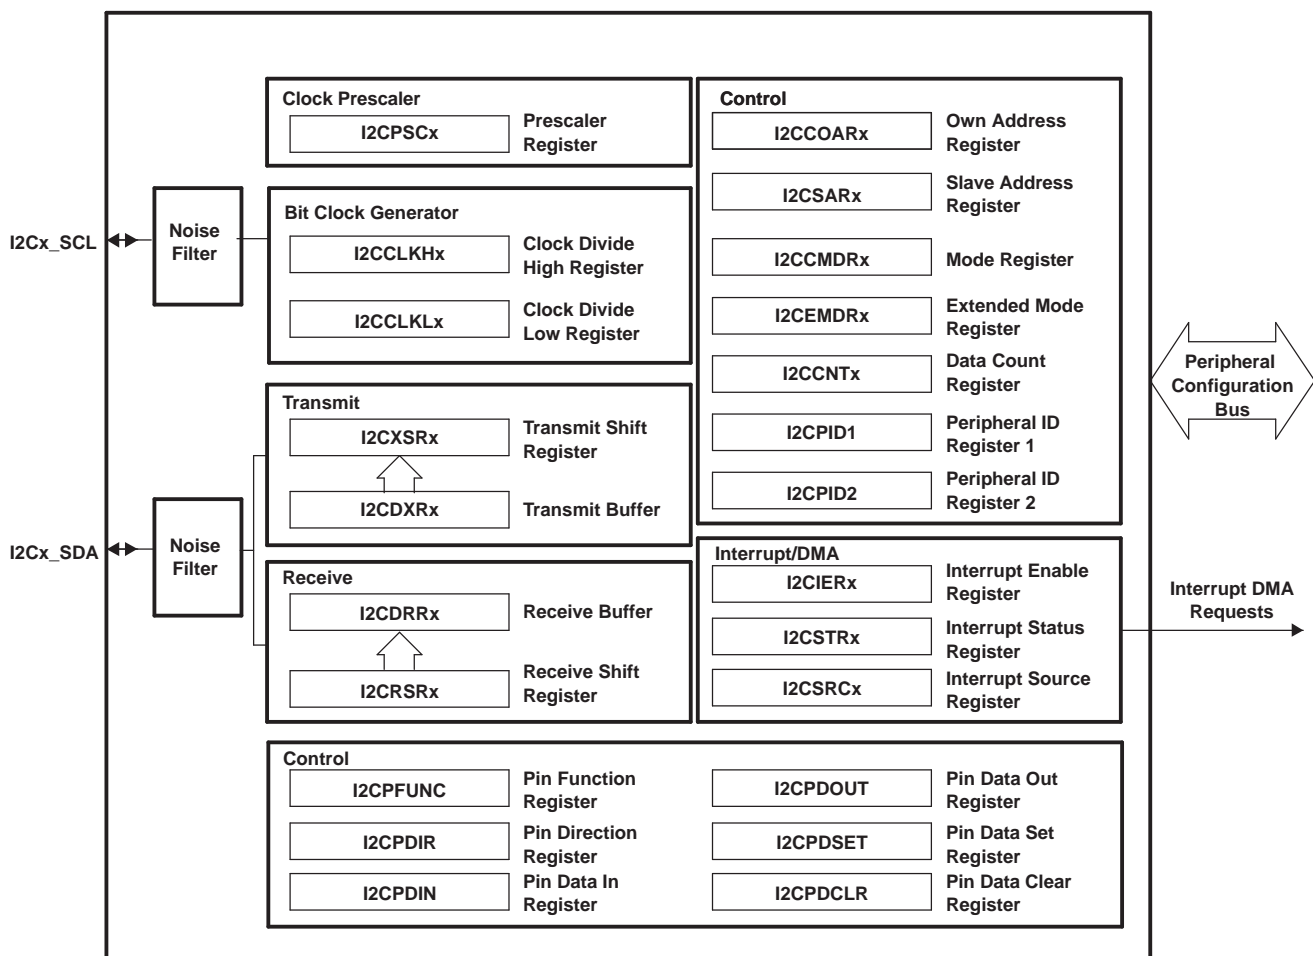 Clock Prescaler
I2CPSCx
Prescaler
Register
Control
I2CCOARx
Own Address
Register
I2CSARx
Slave Address
Register
I2CCMDRx
Mode Register
I2CEMDRx
Extended Mode
Register
I2CCNTx
Data Count
Register
I2CPID1
Peripheral ID
Register 1
I2CPID2
Peripheral ID
Register 2
I2Cx_SCL
Noise
Filter
Bit Clock Generator
I2CCLKHx
Clock Divide
High Register
I2CCLKLx
Clock Divide
Low Register
Peripheral
Configuration
Bus
Transmit
I2CXSRx
Transmit Shift
Register
I2CDXRx
Transmit Buffer
I2Cx_SDA
Noise
Filter
Receive
I2CDRRx
Receive Buffer
I2CRSRx
Receive Shift
Register
Interrupt/DMA
I2CIERx
Interrupt Enable
Register
I2CSTRx
Interrupt Status
Register
I2CSRCx
Interrupt Source
Register
Interrupt DMA
Requests
Control
I2CPFUNC
Pin Function
Register
I2CPDIR
Pin Direction
Register
I2CPDIN
Pin Data In
Register
I2CPDOUT
Pin Data Out
Register
I2CPDSET
Pin Data Set
Register
I2CPDCLR
Pin Data Clear
Register